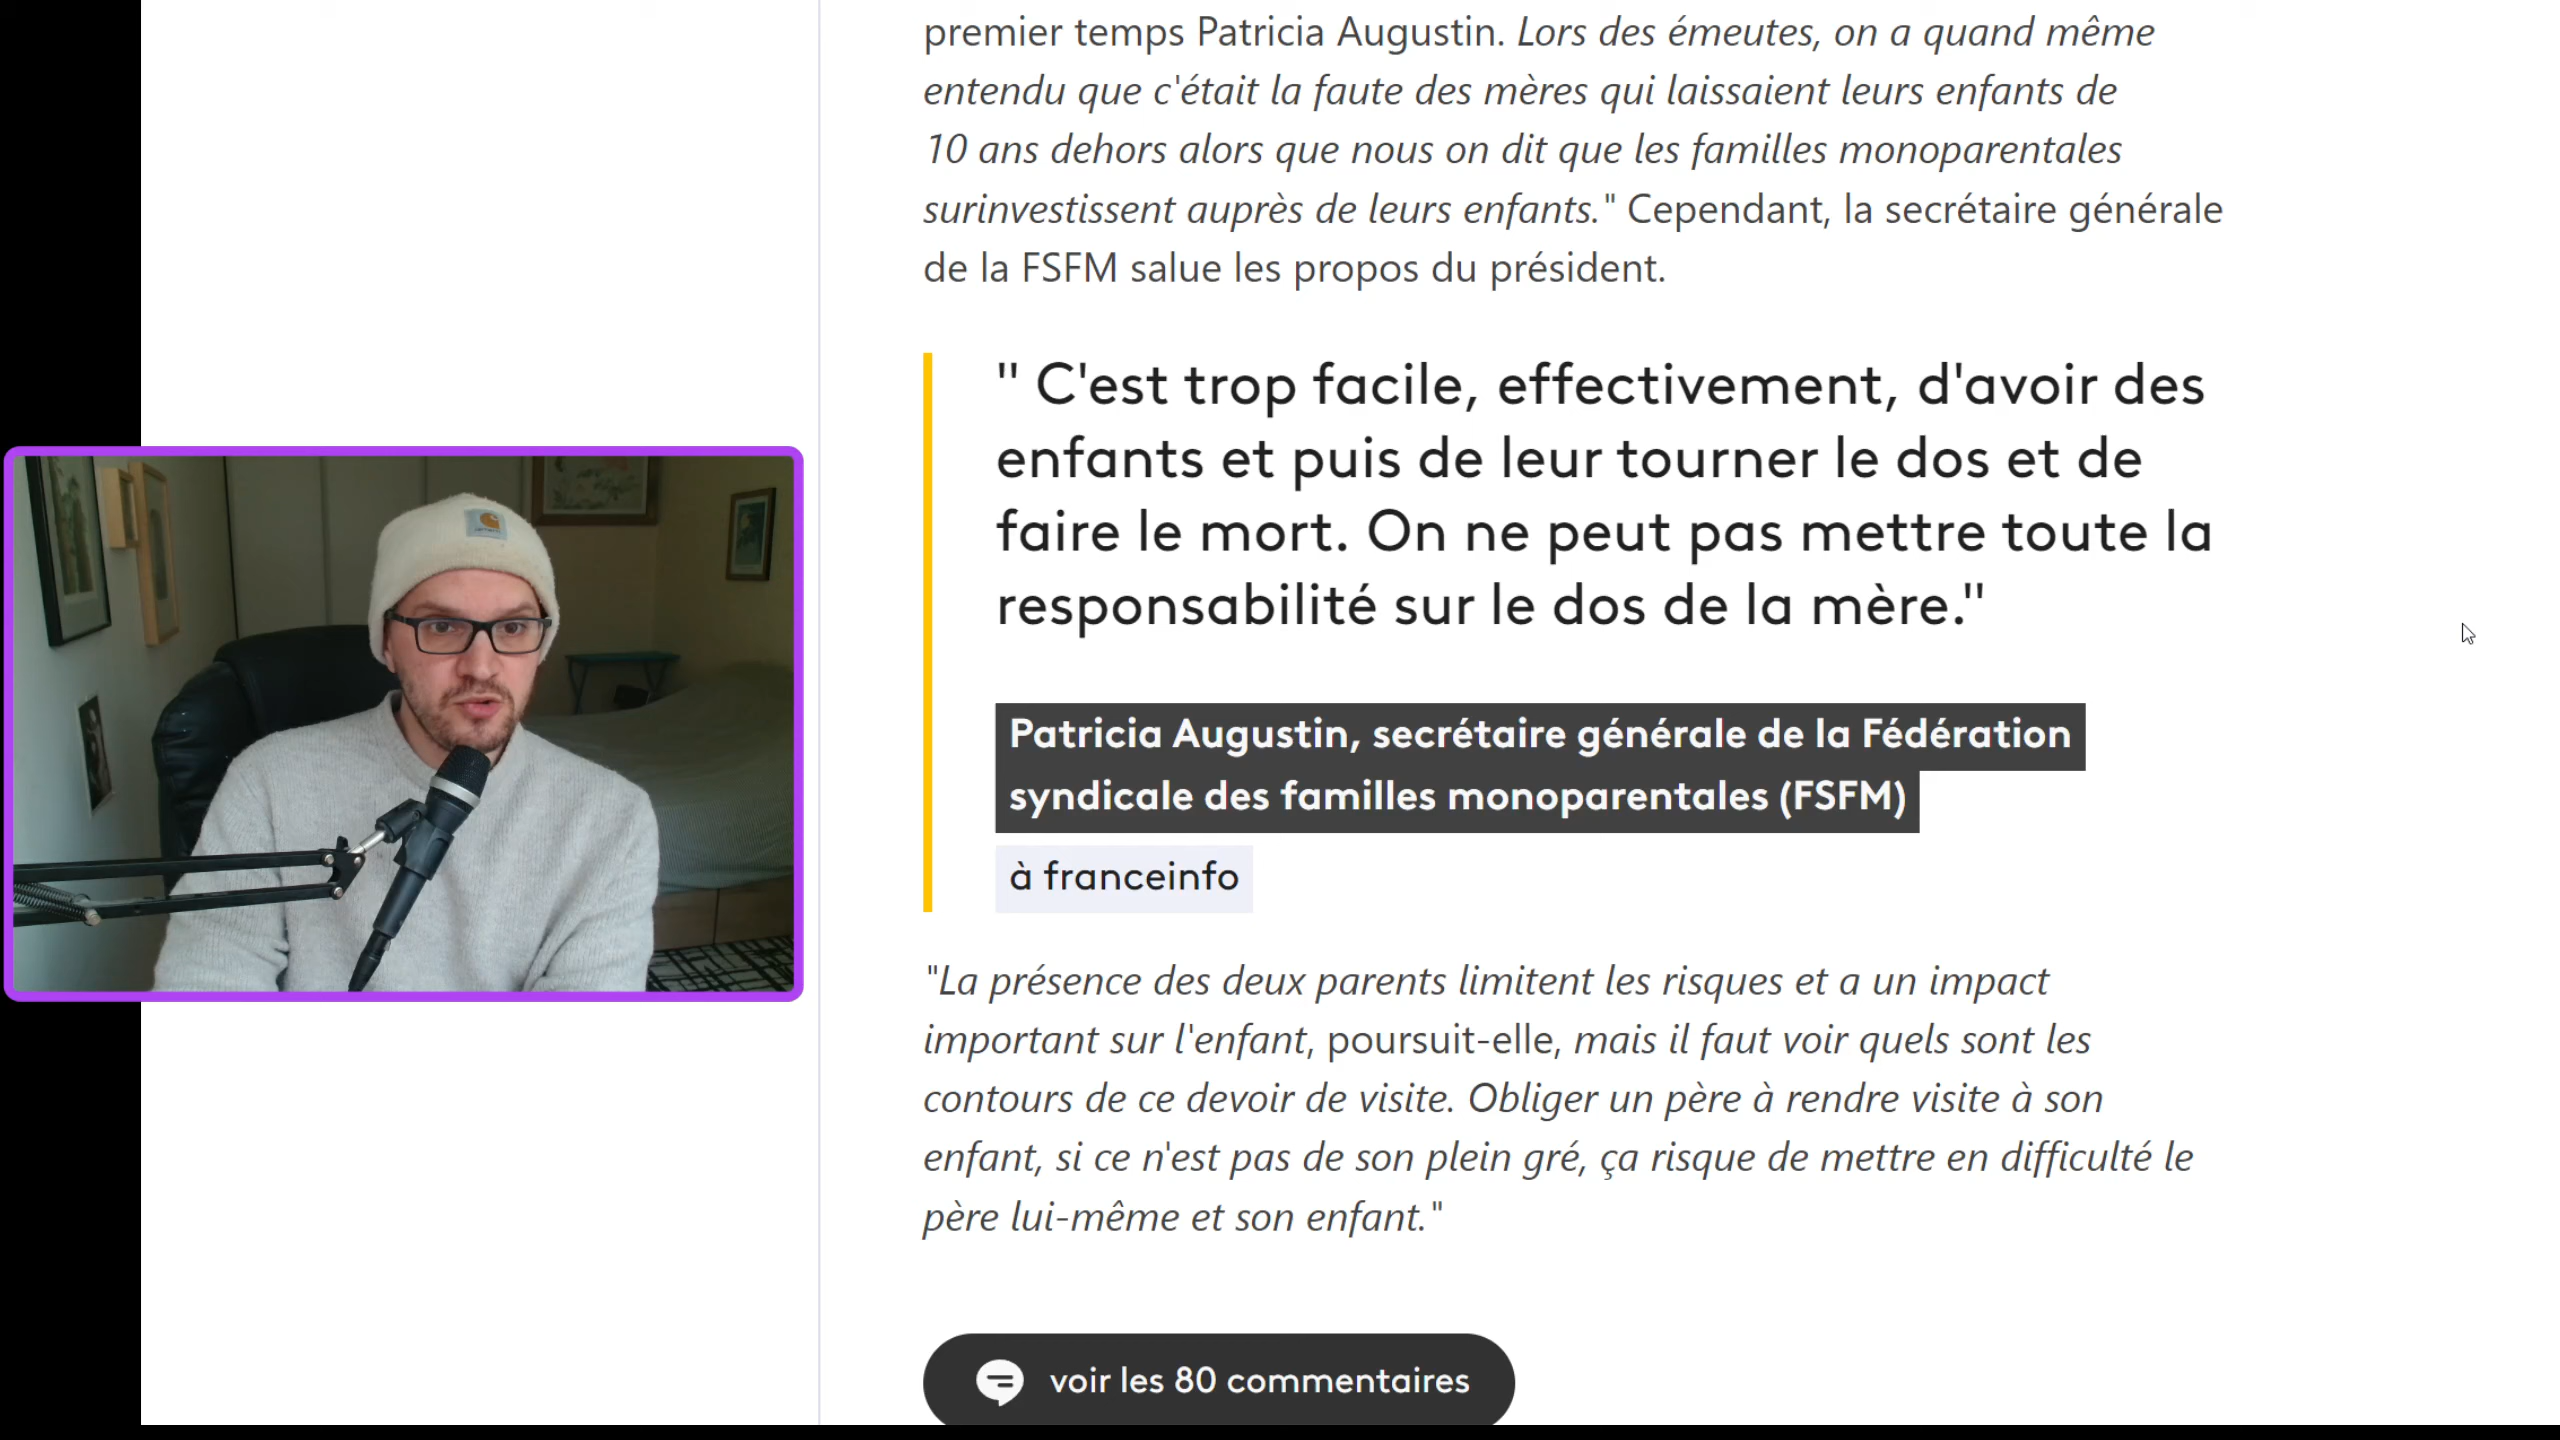 premier temps Patricia Augustin. Lors des émeutes, on a quand même
entendu que c'était la faute des mères qui laissaient leurs enfants de
10 ans dehors alors que nous on dit que les familles monoparentales
surinvestissent auprès de leurs enfants." Cependant, la secrétaire générale
de la FSFM salue les propos du président.
" C'est trop facile, effectivement, d'avoir des
enfants et puis de leur tourner le dos et de
faire le mort. On ne peut pas mettre toute la
responsabilité sur le dos de la mère."
Patricia Augustin, secrétaire générale de la Fédération
syndicale des familles monoparentales (FSFM)
à franceinfo
"La présence des deux parents limitent les risques et a un impact
important sur l'enfant, poursuit-elle, mais il faut voir quels sont les
contours de ce devoir de visite. Obliger un père à rendre visite à son
enfant, si ce n'est pas de son plein gré, ça risque de mettre en difficulté le
père lui-même et son enfant."
voir les 80 commentaires